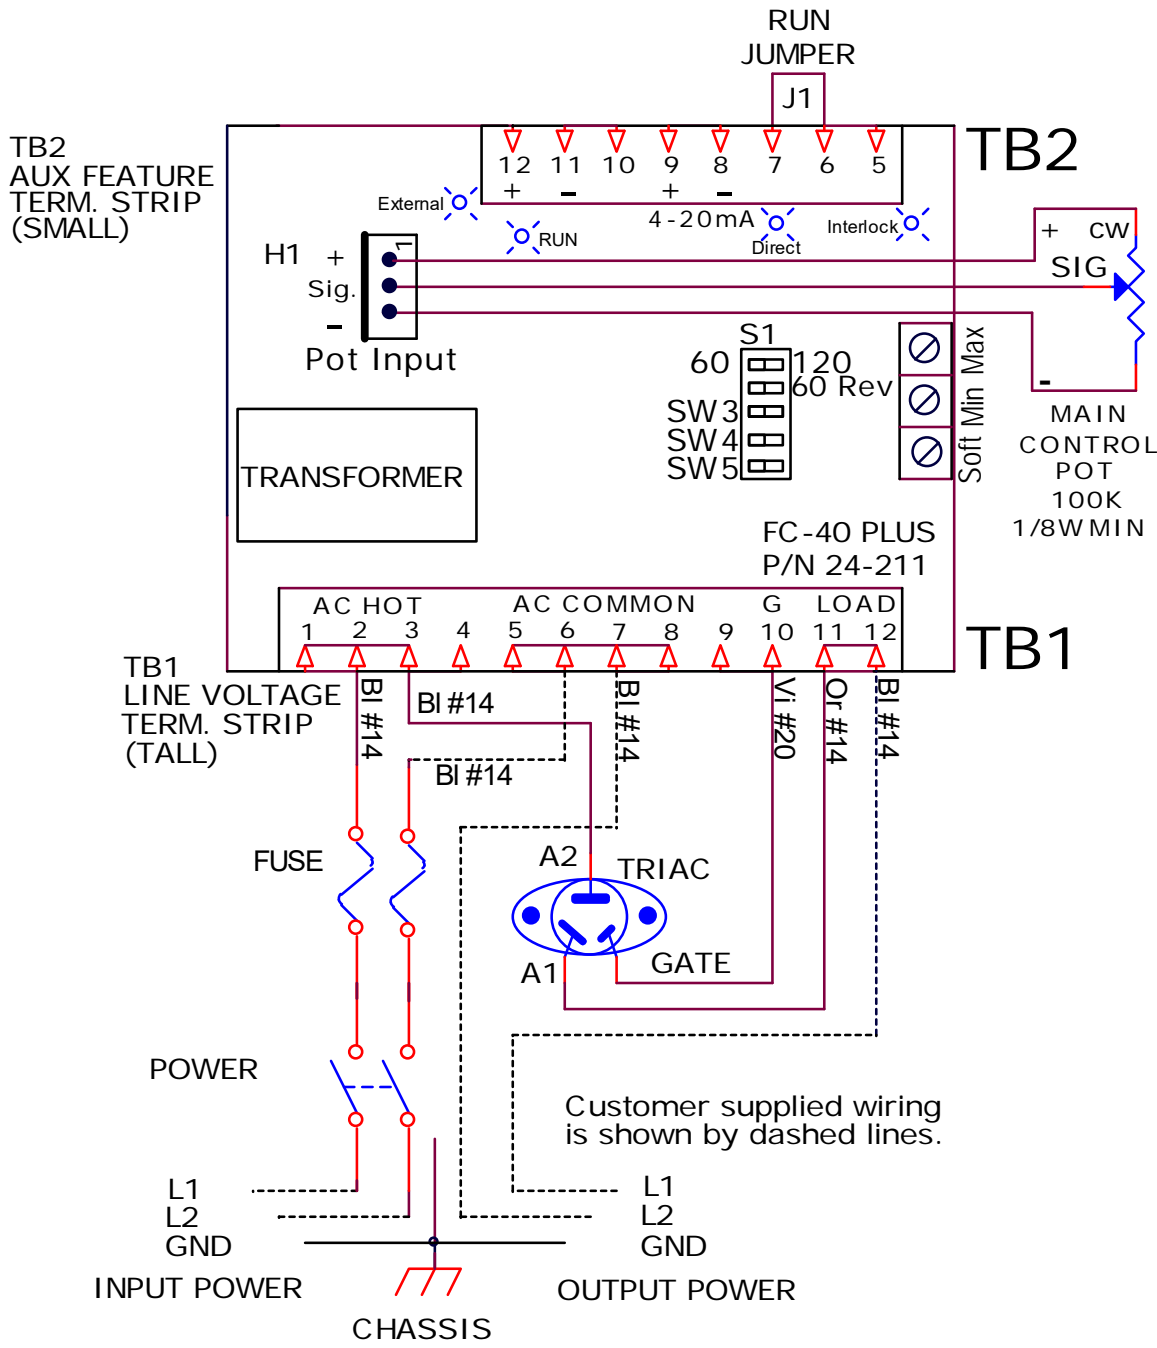 RUN
JUMPER
J1
TB2
AUX FEATURE
TERM. STRIP
(SMALL)
12 11 10 9 8 7 6 5
+ - + -
TB2
External
RUN
4-20mA
Direct
Interlock
H1
+
Sig.
-
1
Pot Input
+ CW
SIG
-
MAIN
CONTROL
POT
100K
1/8W MIN
S1
60 120
60 Rev
SW3
SW4
SW5
Soft Min Max
TRANSFORMER
FC-40 PLUS
P/N 24-211
AC HOT AC COMMON G LOAD
1 2 3 4 5 6 7 8 9 10 11 12
TB1
TB1
LINE VOLTAGE
TERM. STRIP
(TALL)
Bl #14
Bl #14
Bl #14
Bl #14
Vi #20
Or #14
Bl #14
FUSE
A2
TRIAC
A1
GATE
POWER
Customer supplied wiring
is shown by dashed lines.
L1
L2
GND
INPUT POWER
L1
L2
GND
OUTPUT POWER
CHASSIS